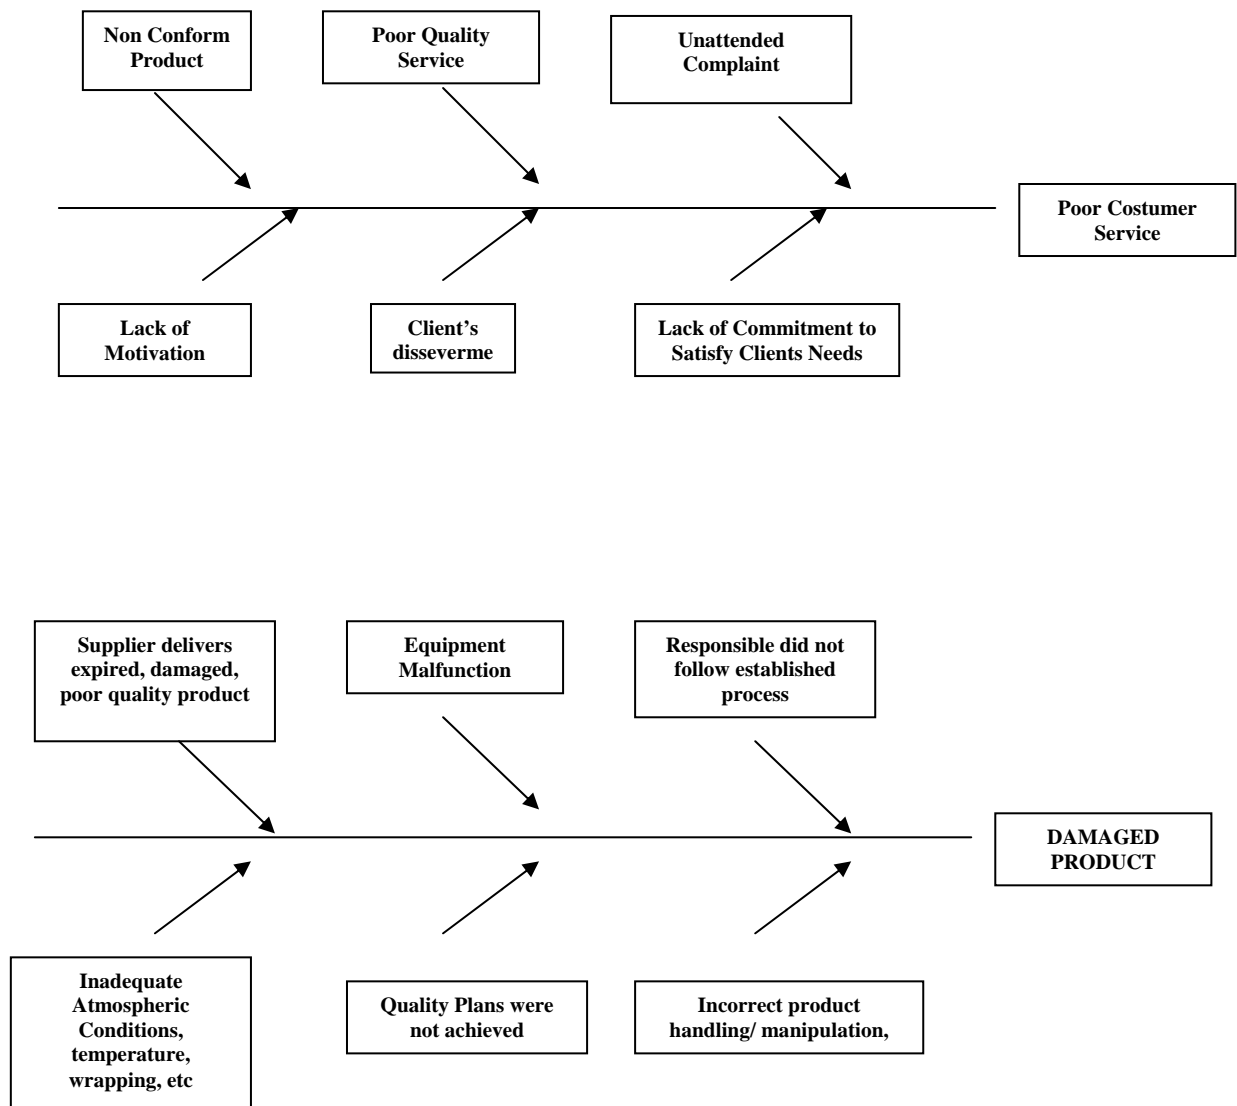 Non Conform
Product
Poor Quality
Service
Unattended
Complaint
Poor Costumer
Service
Lack of
Motivation
Client's
disseverme
Lack of Commitment to
Satisfy Clients Needs
Supplier delivers
expired, damaged,
poor quality product
Equipment
Malfunction
Responsible did not
follow established
process
DAMAGED
PRODUCT
Inadequate
Atmospheric
Conditions,
temperature,
wrapping, etc
Quality Plans were
not achieved
Incorrect product
handling/ manipulation,